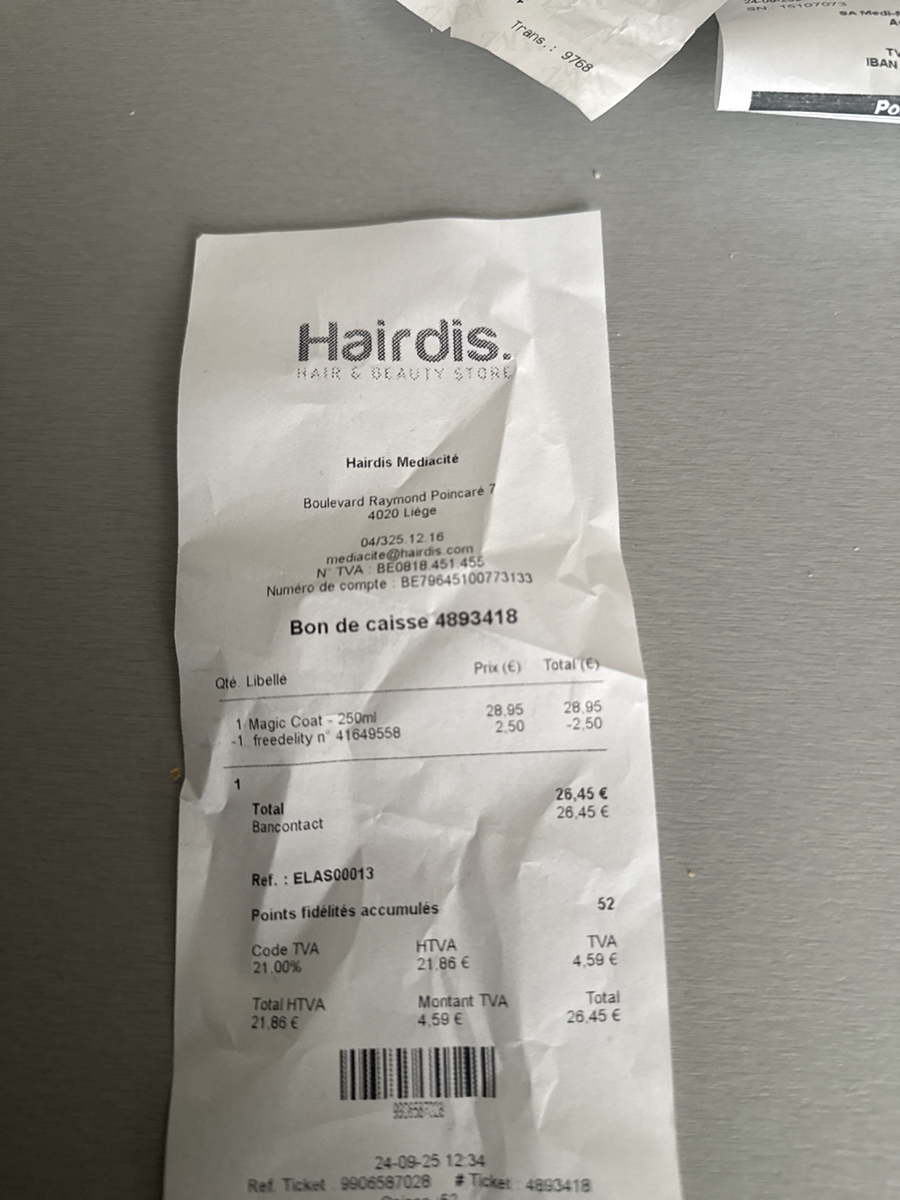 Trans.: 9768
SN: 15107073
IBAN
Hairdis.
HAIR & BEAUTY STORE
Hairdis Mediacité
Boulevard Raymond Poincaré 7
4020 Liége
04/325.12.16
mediacite@hairdis.com
N° TVA : BE0818.451.455
Numéro de compte : BE79645100773133
Bon de caisse 4893418
Qté. Libellé Prix (€) Total (€)
1 Magic Coat - 250ml 28,95 28,95
-1 freedelity n° 41649558 2,50 -2,50
1
Total 26,45 €
Bancontact 26,45 €
Ref. : ELAS00013
Points fidélités accumulés 52
Code TVA HTVA TVA
21.00% 21,86 € 4,59 €
Total HTVA Montant TVA Total
21,86 € 4,59 € 26,45 €
24-09-25 12:34
Ref. Ticket : 9906587028 # Ticket : 4893418